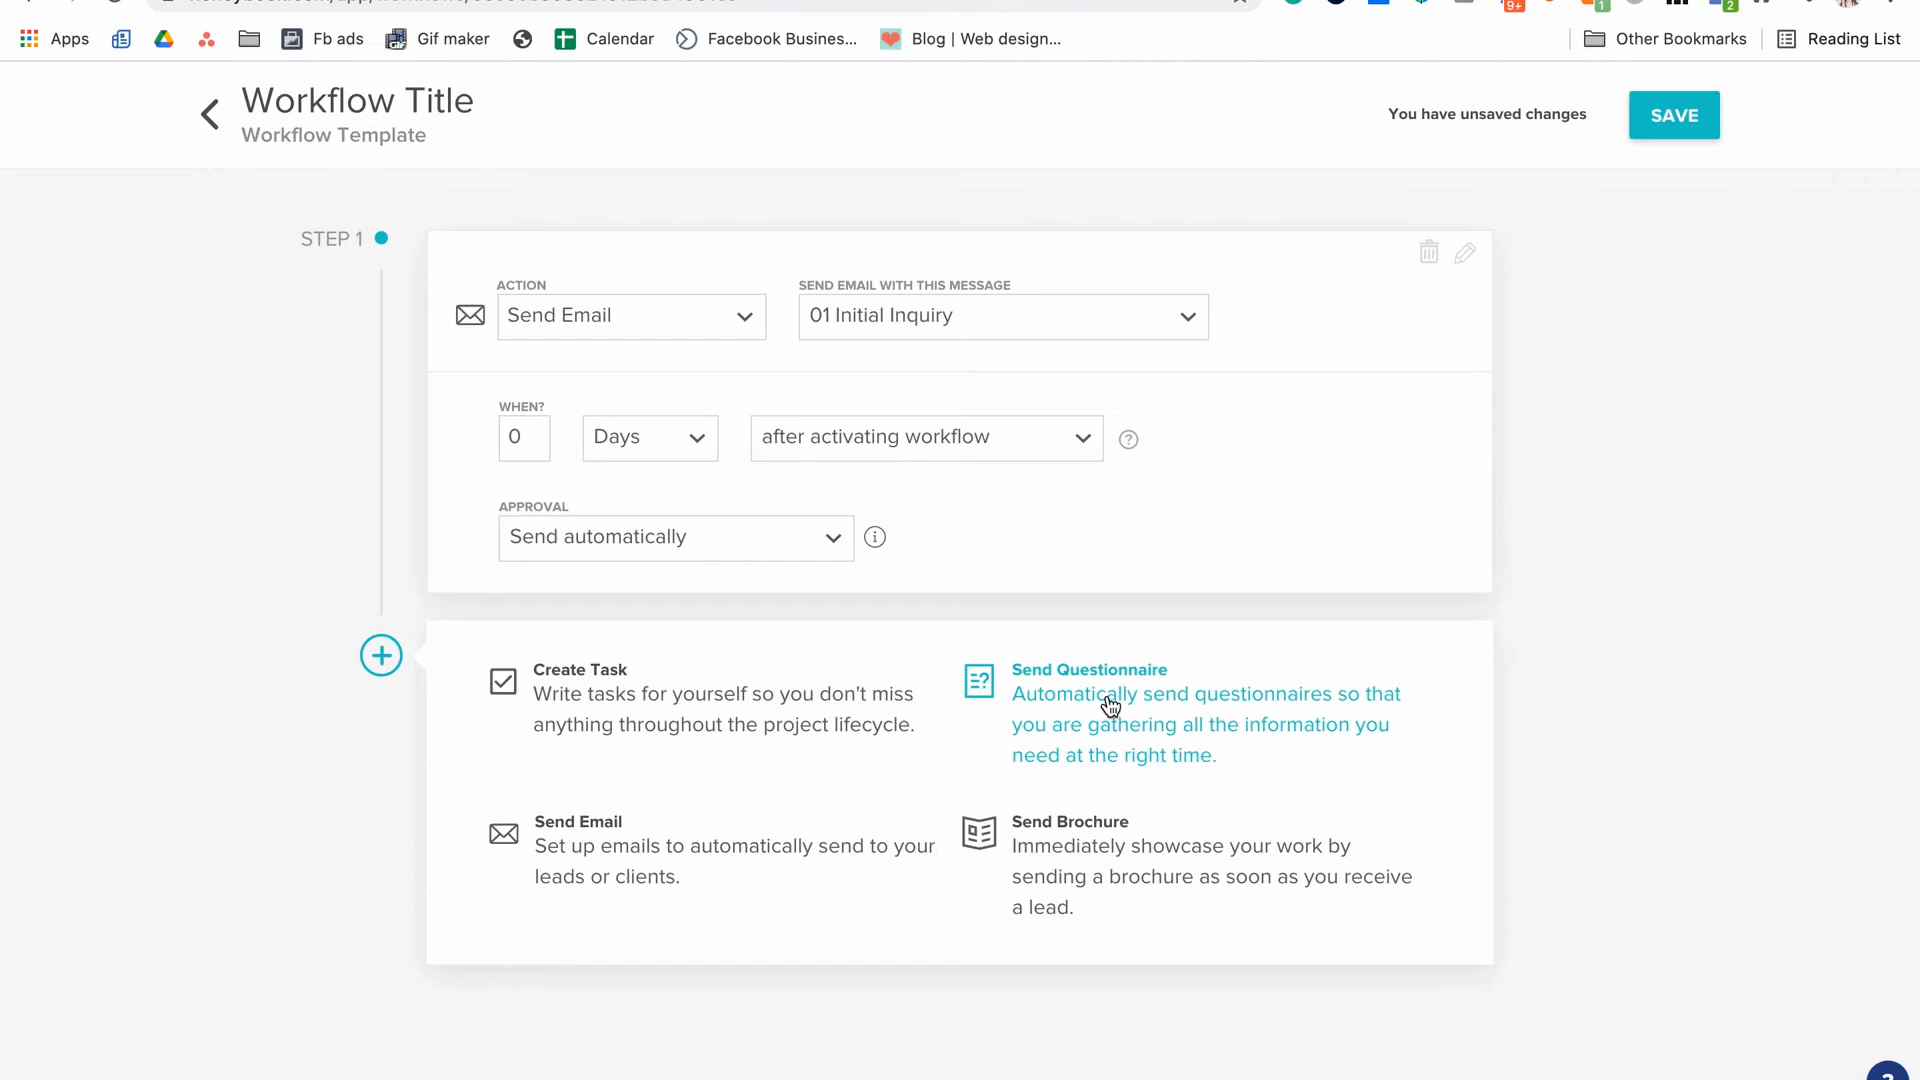 9+
1
2
Apps
Fb ads
Gif maker
Calendar
Facebook Business...
Blog | Web design...
Other Bookmarks
Reading List
Workflow Title
Workflow Template
You have unsaved changes
SAVE
STEP 1
ACTION
SEND EMAIL WITH THIS MESSAGE
Send Email
01 Initial Inquiry
WHEN?
0
Days
after activating workflow
?
APPROVAL
Send automatically
i
Create Task
Write tasks for yourself so you don't miss
anything throughout the project lifecycle.
Send Questionnaire
Automatically send questionnaires so that
you are gathering all the information you
need at the right time.
Send Email
Set up emails to automatically send to your
leads or clients.
Send Brochure
Immediately showcase your work by
sending a brochure as soon as you receive
a lead.